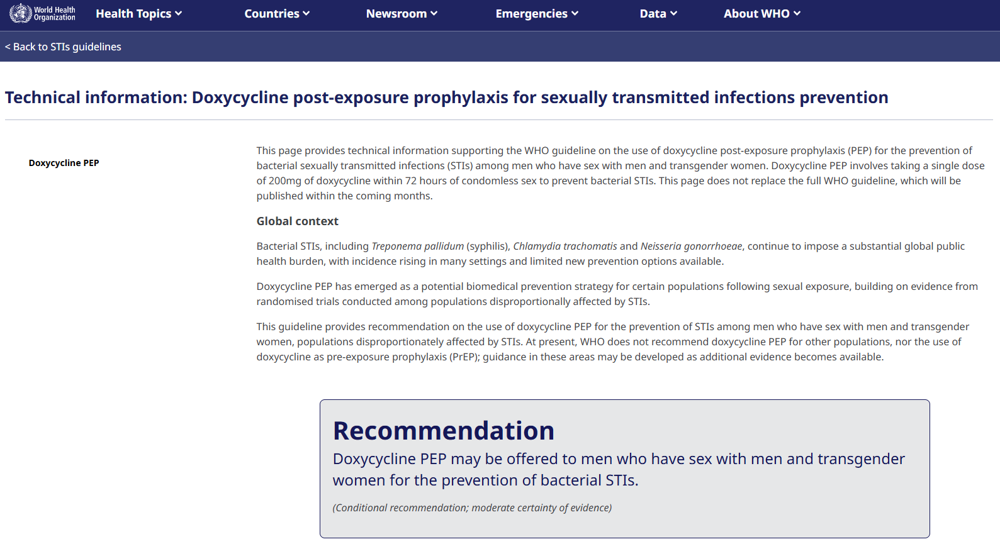 World Health
Organization
Health Topics
Countries
Newsroom
Emergencies
Data
About WHO
< Back to STIs guidelines
Technical information: Doxycycline post-exposure prophylaxis for sexually transmitted infections prevention
Doxycycline PEP
This page provides technical information supporting the WHO guideline on the use of doxycycline post-exposure prophylaxis (PEP) for the prevention of
bacterial sexually transmitted infections (STIs) among men who have sex with men and transgender women. Doxycycline PEP involves taking a single dose
of 200mg of doxycycline within 72 hours of condomless sex to prevent bacterial STIs. This page does not replace the full WHO guideline, which will be
published within the coming months.
Global context
Bacterial STIs, including Treponema pallidum (syphilis), Chlamydia trachomatis and Neisseria gonorrhoeae, continue to impose a substantial global public
health burden, with incidence rising in many settings and limited new prevention options available.
Doxycycline PEP has emerged as a potential biomedical prevention strategy for certain populations following sexual exposure, building on evidence from
randomised trials conducted among populations disproportionally affected by STIs.
This guideline provides recommendation on the use of doxycycline PEP for the prevention of STIs among men who have sex with men and transgender
women, populations disproportionately affected by STIs. At present, WHO does not recommend doxycycline PEP for other populations, nor the use of
doxycycline as pre-exposure prophylaxis (PrEP); guidance in these areas may be developed as additional evidence becomes available.
Recommendation
Doxycycline PEP may be offered to men who have sex with men and transgender
women for the prevention of bacterial STIs.
(Conditional recommendation; moderate certainty of evidence)